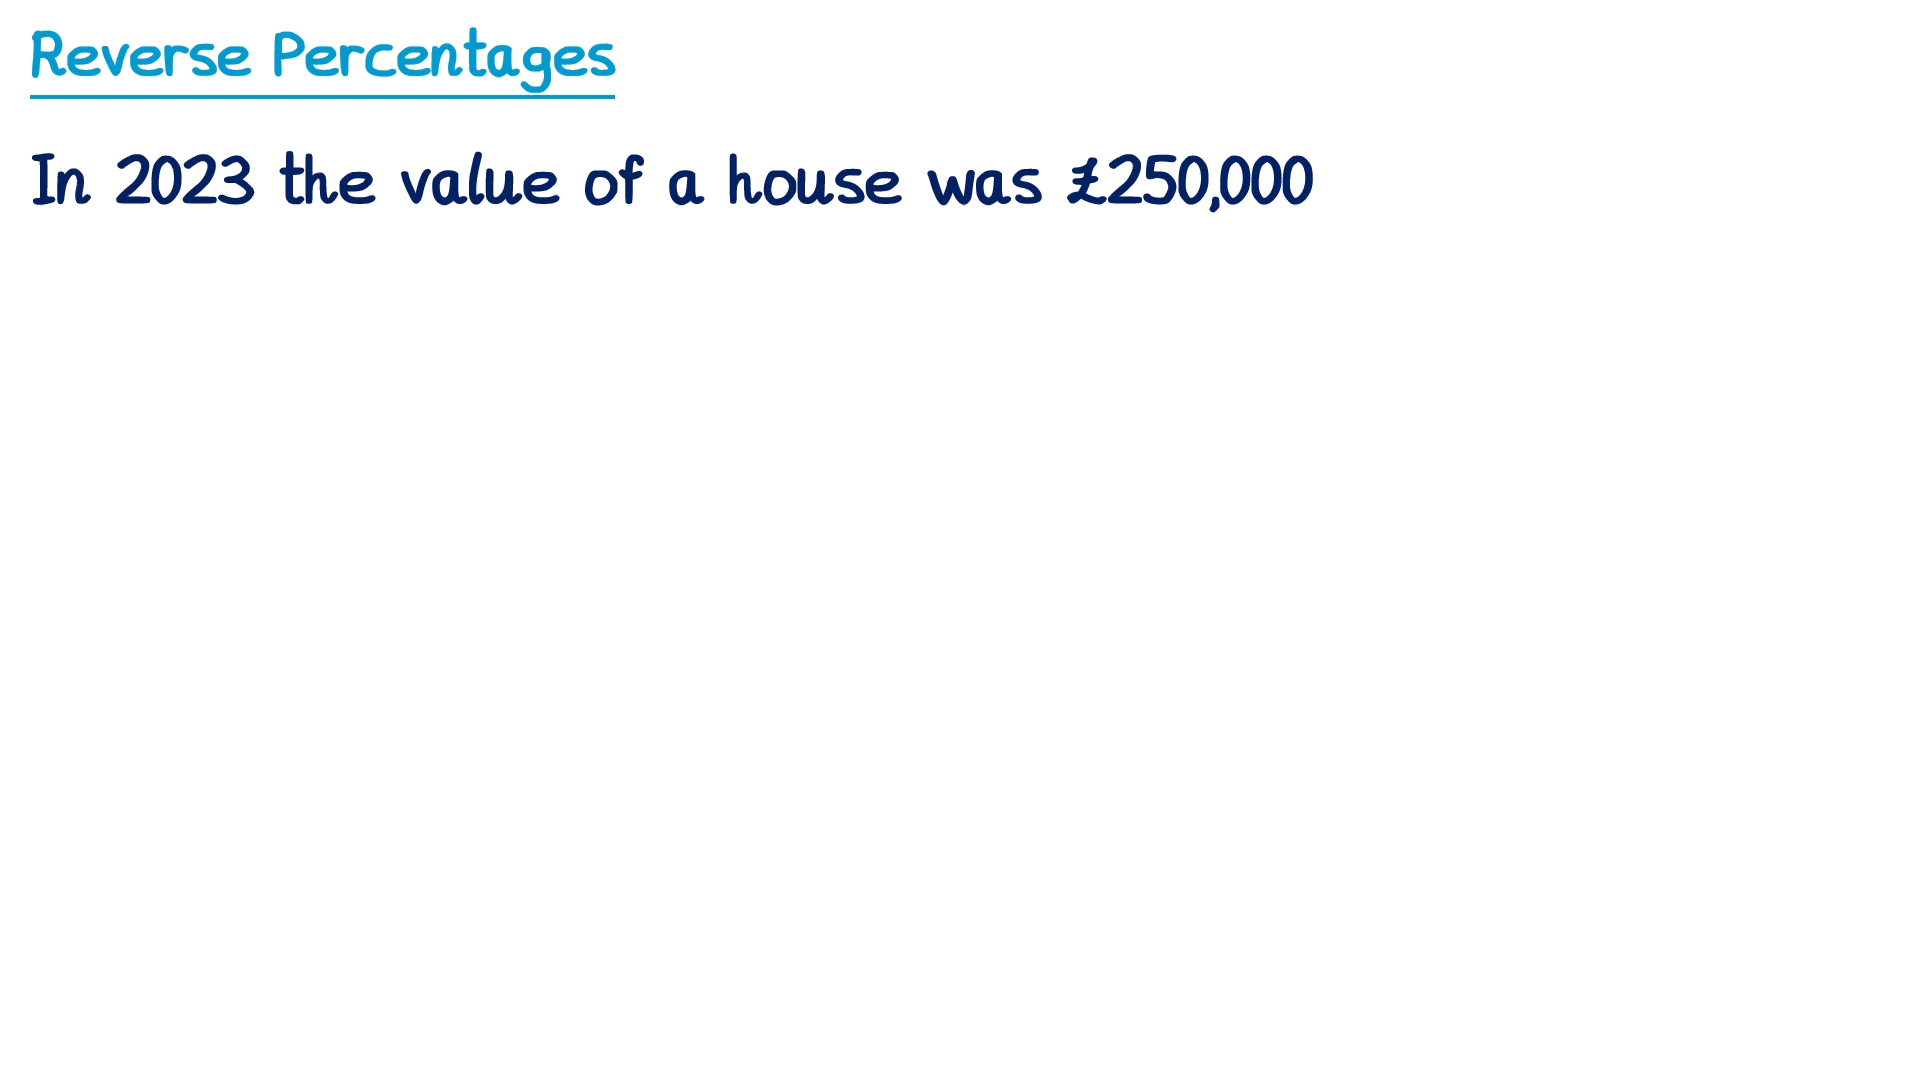 Reverse Percentages
In 2023 the value of a house was £250,000